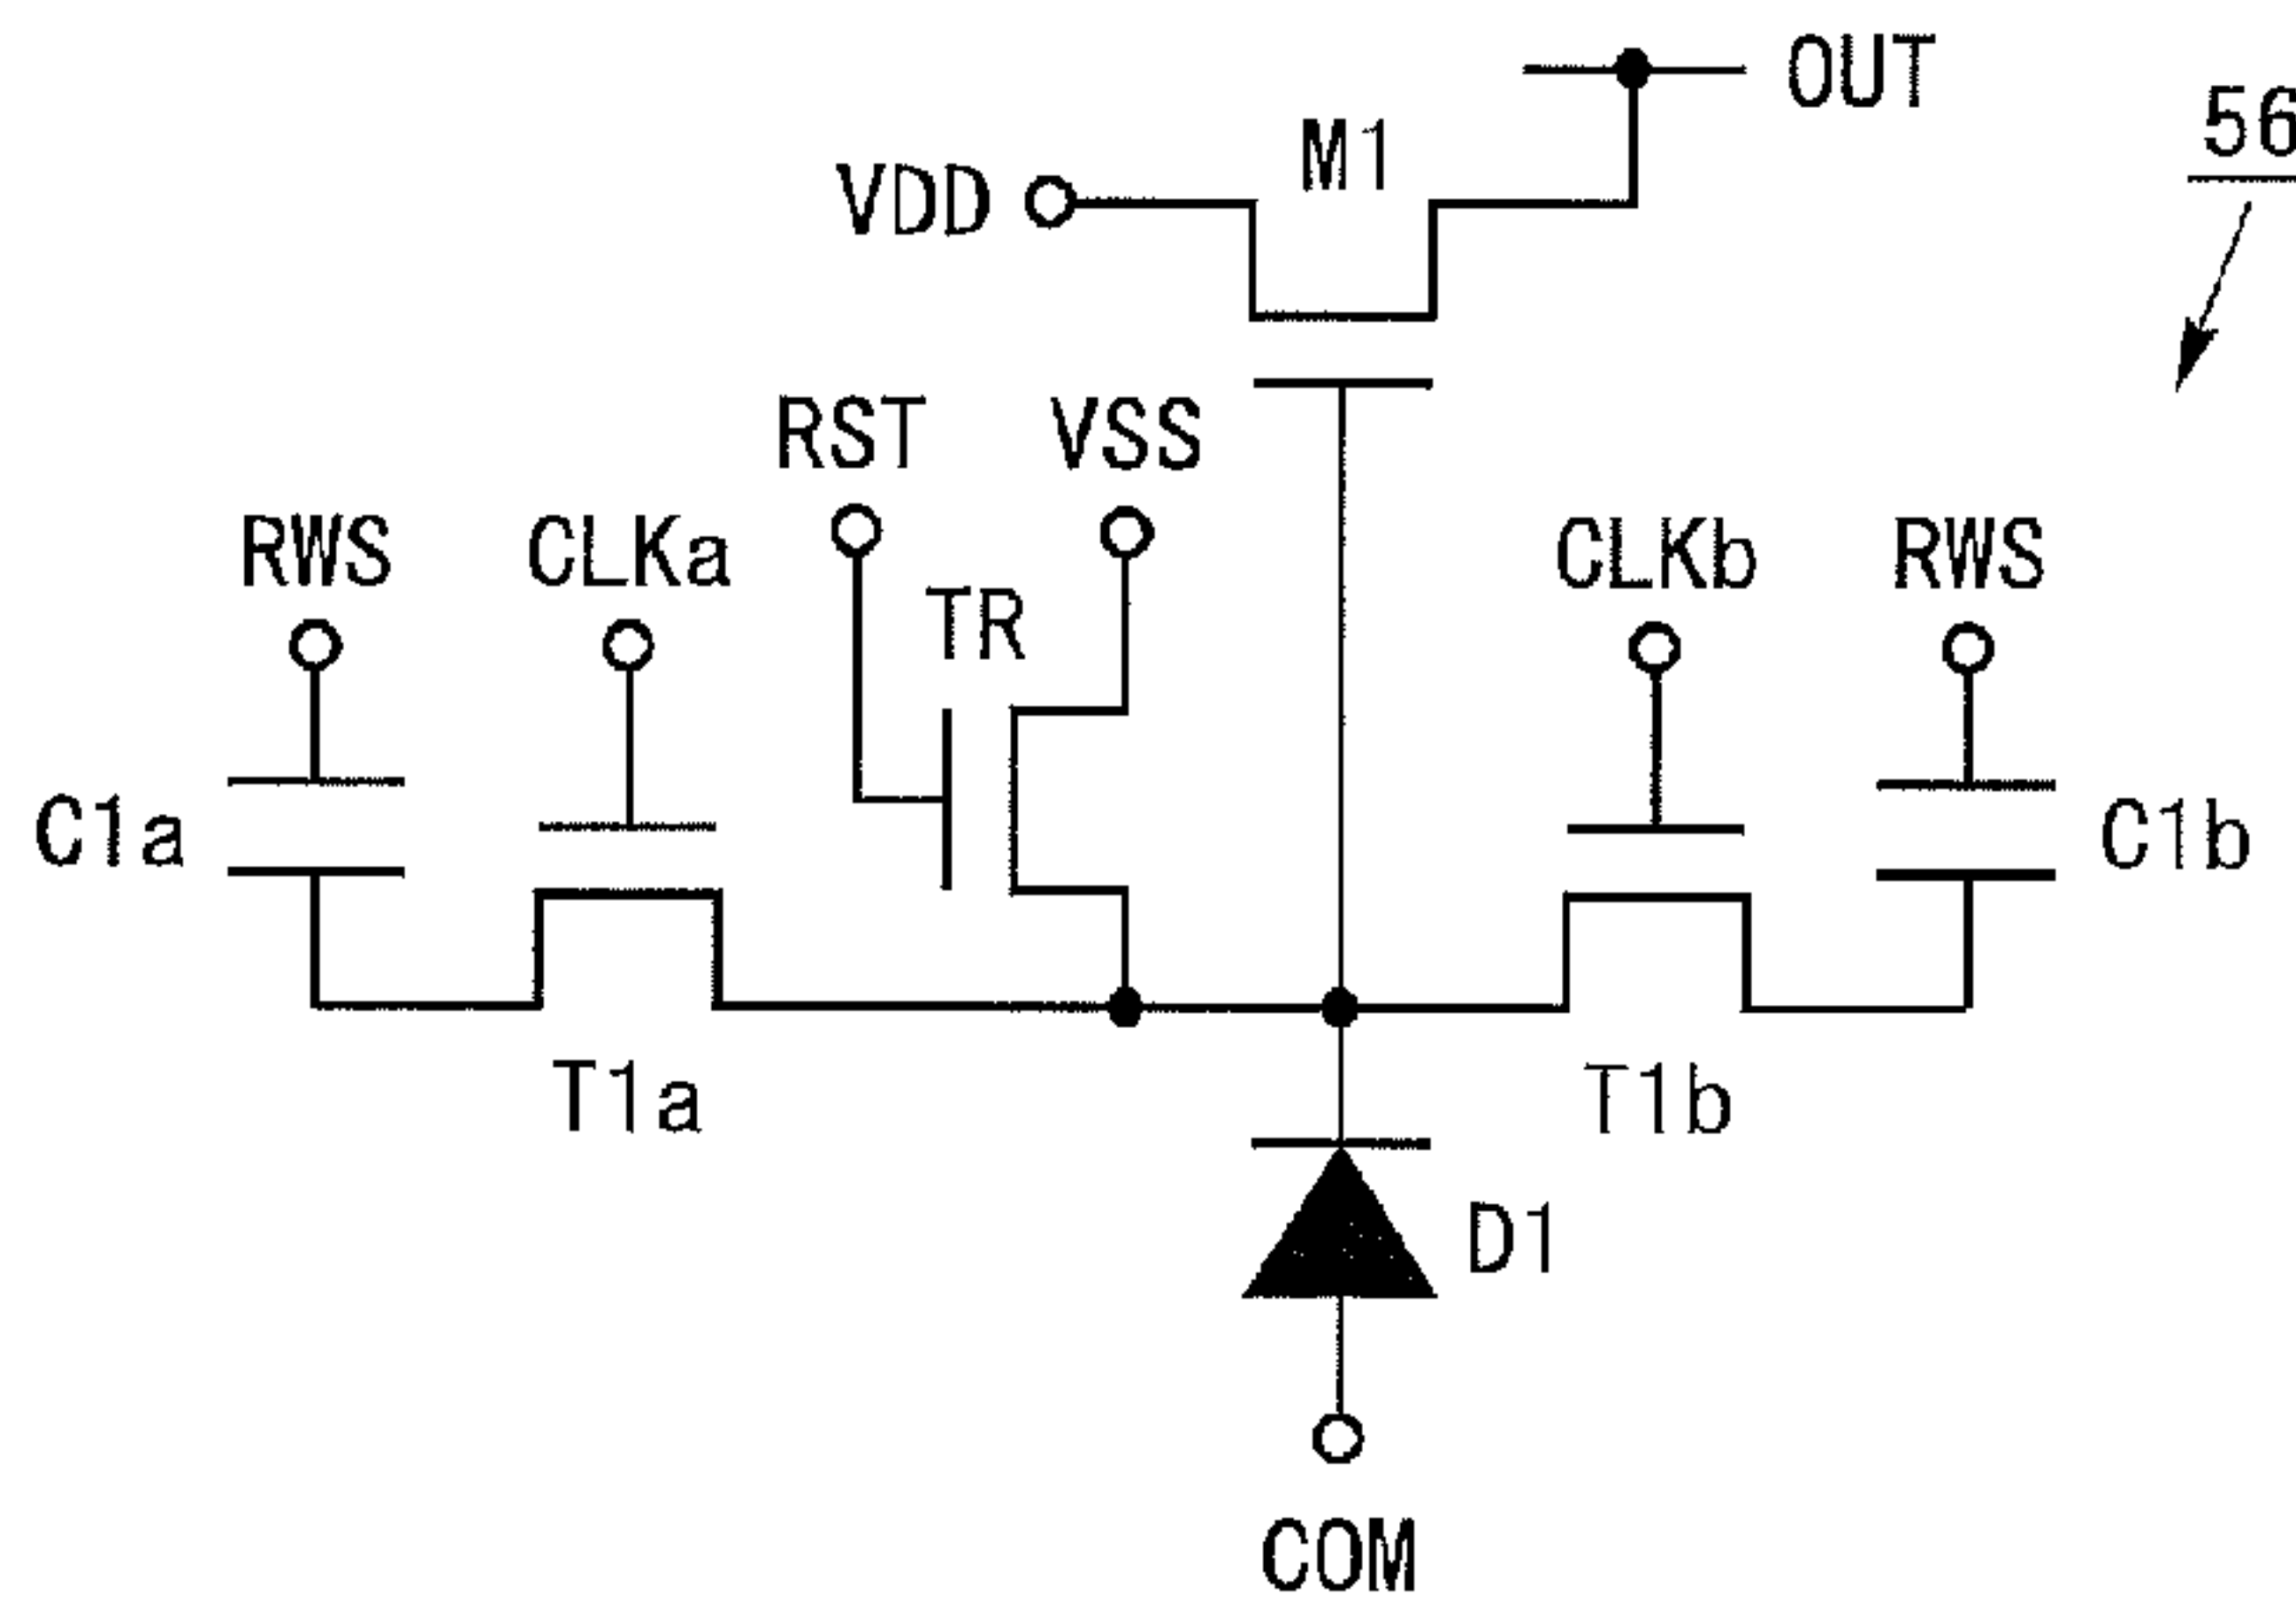 OUT
56
M1
VDD
RST
VSS
RWS
CLKa
CLKb
RWS
TR
C1a
C1b
T1a
T1b
D1
COM